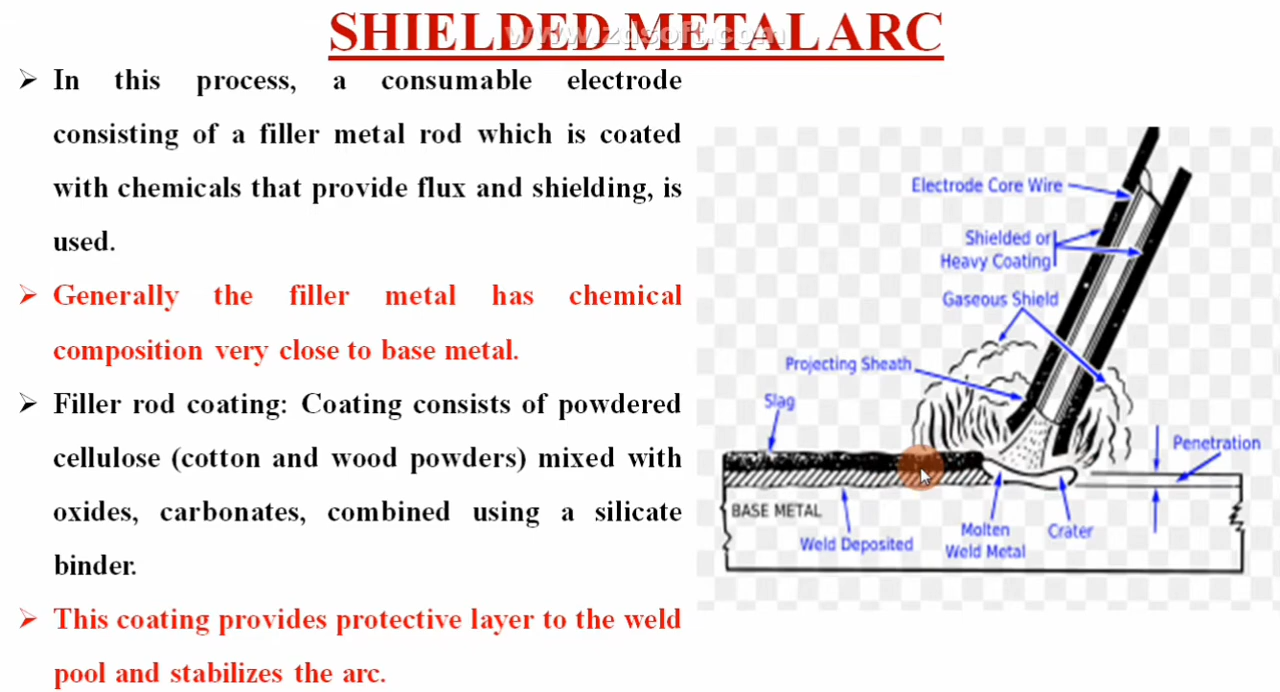 SHIELDED METAL ARC
www.zdsoft.com
➢ In this process, a consumable electrode
consisting of a filler metal rod which is coated
with chemicals that provide flux and shielding, is
used.
➢ Generally the filler metal has chemical
composition very close to base metal.
➢ Filler rod coating: Coating consists of powdered
cellulose (cotton and wood powders) mixed with
oxides, carbonates, combined using a silicate
binder.
➢ This coating provides protective layer to the weld
pool and stabilizes the arc.
Electrode Core Wire
Shielded or
Heavy Coating
Gaseous Shield
Projecting Sheath
Slag
Penetration
BASE METAL
Weld Deposited
Molten
Weld Metal
Crater